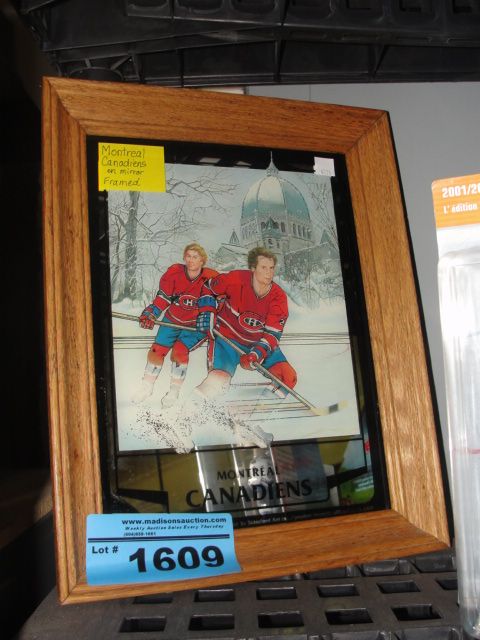 Montreal
Canadiens
on mirror
Framed
2001/20
L'édition
MONTRÉAL
CANADIENS
www.madisonsauction.com
Weekly Auction Sales Every Thursday
Lot # 1609